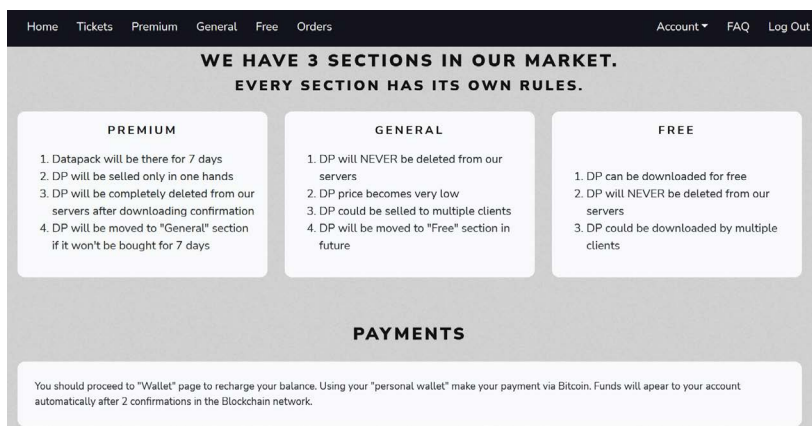 Home Tickets Premium General Free Orders Account FAQ Log Out
WE HAVE 3 SECTIONS IN OUR MARKET.
EVERY SECTION HAS ITS OWN RULES.
PREMIUM
1. Datapack will be there for 7 days
2. DP will be selled only in one hands
3. DP will be completely deleted from our
servers after downloading confirmation
4. DP will be moved to "General" section
if it won't be bought for 7 days
GENERAL
1. DP will NEVER be deleted from our
servers
2. DP price becomes very low
3. DP could be selled to multiple clients
4. DP will be moved to "Free" section in
future
FREE
1. DP can be downloaded for free
2. DP will NEVER be deleted from our
servers
3. DP could be downloaded by multiple
clients
PAYMENTS
You should proceed to "Wallet" page to recharge your balance. Using your "personal wallet" make your payment via Bitcoin. Funds will apear to your account
automatically after 2 confirmations in the Blockchain network.